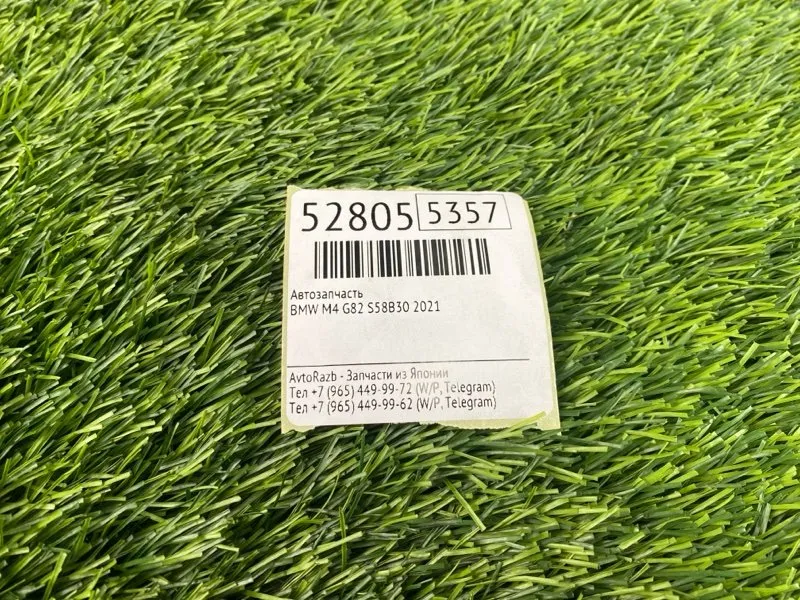 52805 5357
Автозапчасть
BMW M4 G82 S58B30 2021
AvtoRazb - Запчасти из Японии
Тел +7 (965) 449-99-72 (W/P, Telegram)
Тел +7 (965) 449-99-62 (W/P, Telegram)